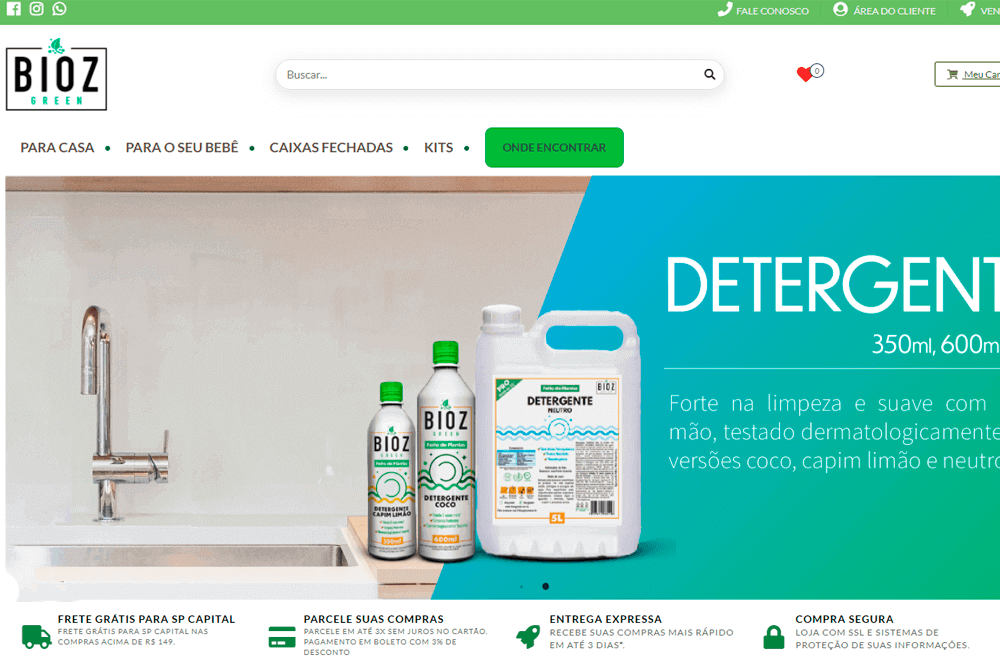 FALE CONOSCO
ÁREA DO CLIENTE
VEN
BIOZ
GREEN
Buscar...
0
Meu Car
PARA CASA
PARA O SEU BEBÊ
CAIXAS FECHADAS
KITS
ONDE ENCONTRAR
DETERGENT
350ml, 600m
Forte na limpeza e suave com
mão, testado dermatologicamente
versões coco, capim limão e neutro
BIOZ
GREEN
Feito de Plantas
DETERGENTE
CAPIM LIMÃO
350ml
BIOZ
GREEN
Feito de Plantas
DETERGENTE
COCO
600ml
PRO
Feito de Plantas
BIOZ
DETERGENTE
NEUTRO
5L
FRETE GRÁTIS PARA SP CAPITAL
FRETE GRÁTIS PARA SP CAPITAL NAS
COMPRAS ACIMA DE R$ 149.
PARCELE SUAS COMPRAS
PARCELE EM ATÉ 3X SEM JUROS NO CARTÃO.
PAGAMENTO EM BOLETO COM 3% DE
DESCONTO
ENTREGA EXPRESSA
RECEBE SUAS COMPRAS MAIS RÁPIDO
EM ATÉ 3 DIAS*.
COMPRA SEGURA
LOJA COM SSL E SISTEMAS DE
PROTEÇÃO DE SUAS INFORMAÇÕES.